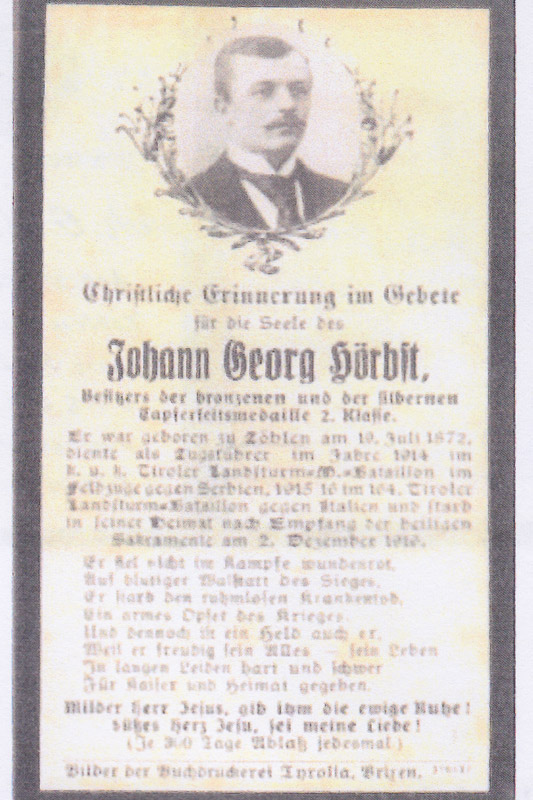 Christliche Erinnerung im Gebete
für die Seele des
Johann Georg Hörbst,
Besitzers der bronzenen und der silbernen
Tapferkeitsmedaille 2. Klasse.
Er war geboren zu Töblen am 19. Juli 1872,
diente als Zugsführer im Jahre 1914 im
k. u. k. Tiroler Landsturm-M.-Bataillon im
Feldzuge gegen Serbien, 1915 16 im 164. Tiroler
Landsturm-Bataillon gegen Italien und starb
in seiner Heimat nach Empfang der heiligen
Sakramente am 2. Dezember
Er fiel nicht im Kampfe wundenrot,
Auf blutiger Walstatt des Sieges,
Er starb den ruhmlosen Krankentod,
Ein armes Opfer des Krieges.
Und dennoch ist ein Held auch er,
Weil er freudig sein Alles — sein Leben
In langen Leiden hart und schwer
Für Kaiser und Heimat gegeben.
Milder Herr Jesus, gib ihm die ewige Ruhe!
Süßes Herz Jesu, sei meine Liebe!
(Je 300 Tage Ablaß jedesmal.)
Bilder der Buchdruckerei Tyrolia, Brixen.